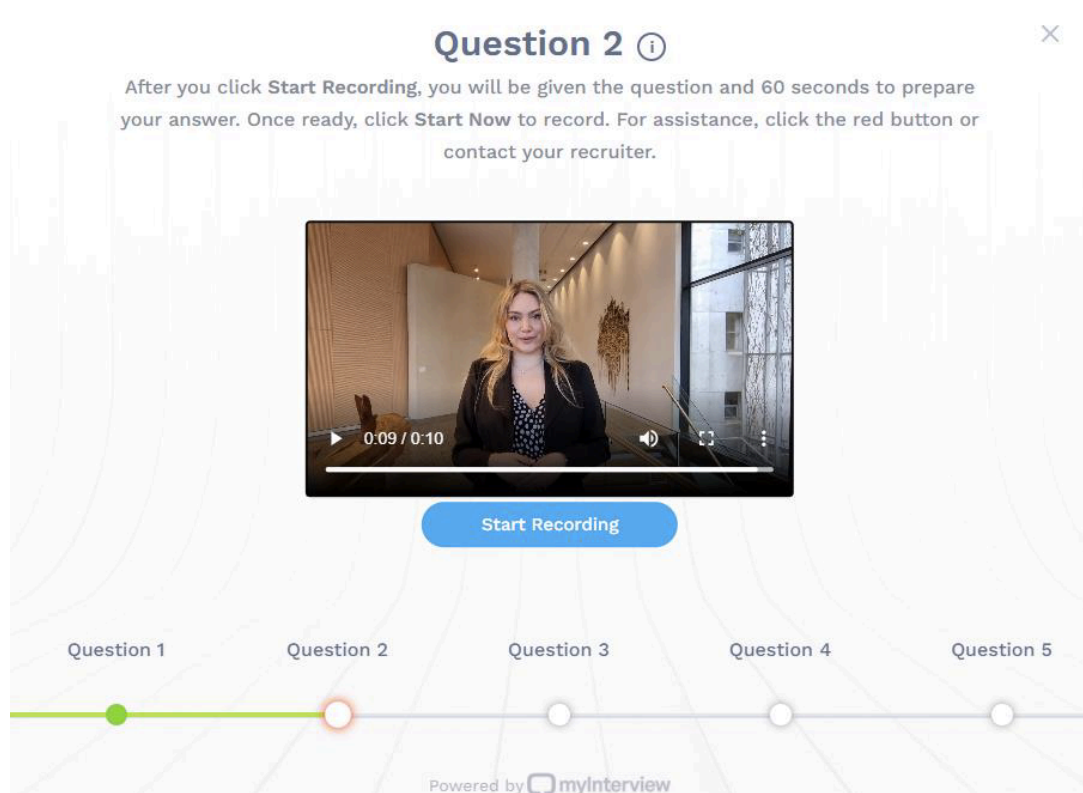 Question 2
After you click Start Recording, you will be given the question and 60 seconds to prepare
your answer. Once ready, click Start Now to record. For assistance, click the red button or
contact your recruiter.
0:09 / 0:10
Start Recording
Question 1 Question 2 Question 3 Question 4 Question 5
Powered by myInterview